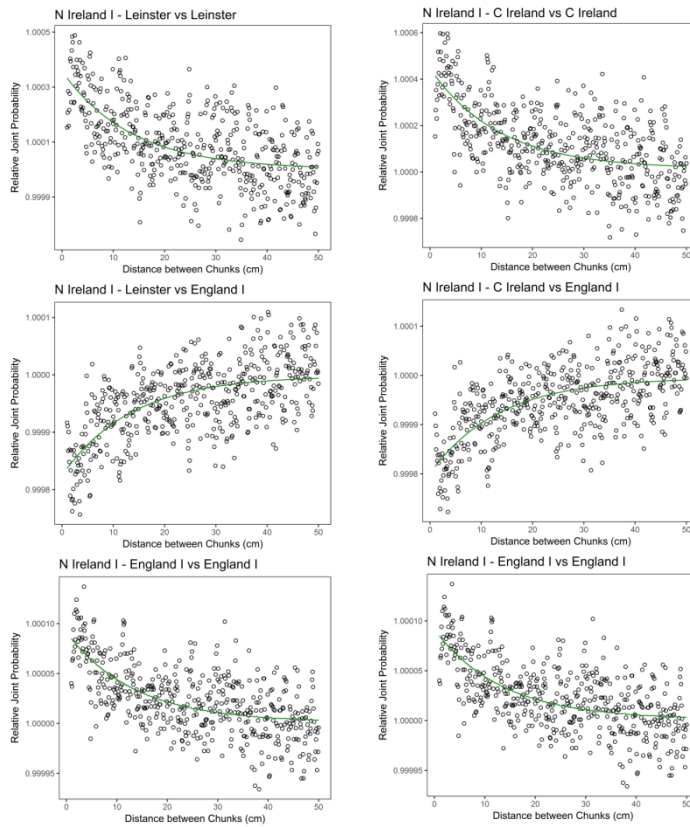 N Ireland I - Leinster vs Leinster
Relative Joint Probability
1.0005
1.0003
1.0001
0.9999
0 10 20 30 40 50
Distance between Chunks (cm)
N Ireland I - C Ireland vs C Ireland
Relative Joint Probability
1.0006
1.0004
1.0002
1.0000
0.9998
0 10 20 30 40 50
Distance between Chunks (cm)
N Ireland I - Leinster vs England I
Relative Joint Probability
1.0001
1.0000
0.9999
0.9998
0 10 20 30 40 50
Distance between Chunks (cm)
N Ireland I - C Ireland vs England I
Relative Joint Probability
1.0001
1.0000
0.9999
0.9998
0 10 20 30 40 50
Distance between Chunks (cm)
N Ireland I - England I vs England I
Relative Joint Probability
1.00010
1.00005
1.00000
0.99995
0 10 20 30 40 50
Distance between Chunks (cm)
N Ireland I - England I vs England I
Relative Joint Probability
1.00010
1.00005
1.00000
0.99995
0 10 20 30 40 50
Distance between Chunks (cm)